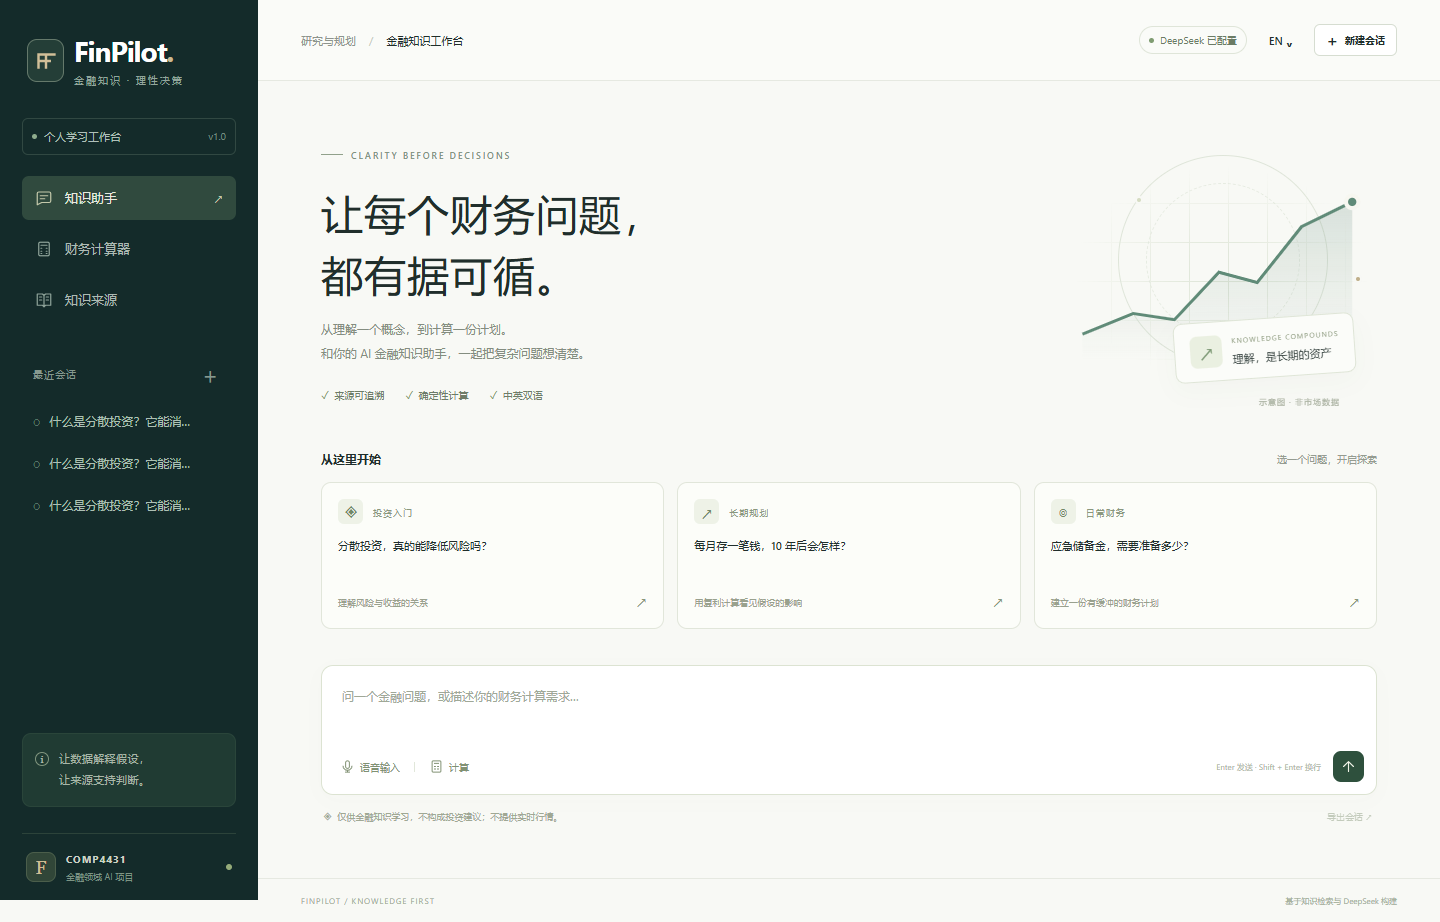 FinPilot.
金融知识 · 理性决策
个人学习工作台 v1.0
知识助手 ↗
财务计算器
知识来源
最近会话 +
什么是分散投资？它能消...
什么是分散投资？它能消...
什么是分散投资？它能消...
让数据解释假设，
让来源支持判断。
F COMP4431
金融领域 AI 项目
研究与规划 / 金融知识工作台
DeepSeek 已配置
EN
+ 新建会话
CLARITY BEFORE DECISIONS
让每个财务问题，
都有据可循。
从理解一个概念，到计算一份计划。
和你的 AI 金融知识助手，一起把复杂问题想清楚。
✓ 来源可追溯 ✓ 确定性计算 ✓ 中英双语
KNOWLEDGE COMPOUNDS
理解，是长期的资产
示意图 · 非市场数据
从这里开始
选一个问题，开启探索
投资入门
分散投资，真的能降低风险吗？
理解风险与收益的关系 ↗
长期规划
每月存一笔钱，10 年后会怎样？
用复利计算看见假设的影响 ↗
日常财务
应急储备金，需要准备多少？
建立一份有缓冲的财务计划 ↗
问一个金融问题，或描述你的财务计算需求...
语音输入
计算
Enter 发送 · Shift + Enter 换行
仅供金融知识学习，不构成投资建议；不提供实时行情。
导出会话 ↗
FINPILOT / KNOWLEDGE FIRST
基于知识检索与 DeepSeek 构建